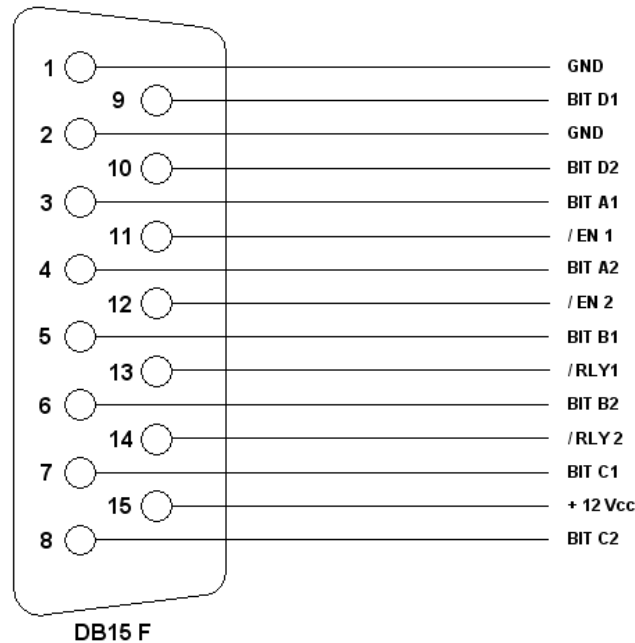 1 GND
9 BIT D1
2 GND
10 BIT D2
3 BIT A1
11 / EN 1
4 BIT A2
12 / EN 2
5 BIT B1
13 / RLY1
6 BIT B2
14 / RLY 2
7 BIT C1
15 + 12 Vcc
8 BIT C2
DB15 F